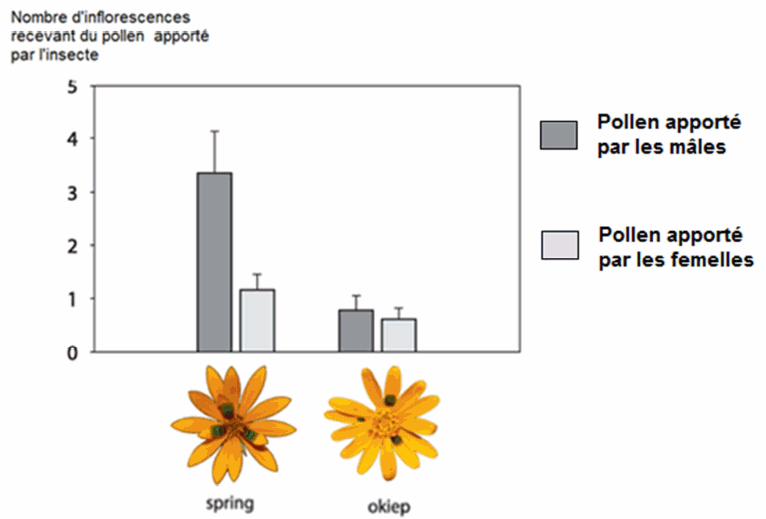 Nombre d'inflorescences
recevant du pollen apporté
par l'insecte
5
4
3
2
1
0
Pollen apporté
par les mâles
Pollen apporté
par les femelles
spring
okiep